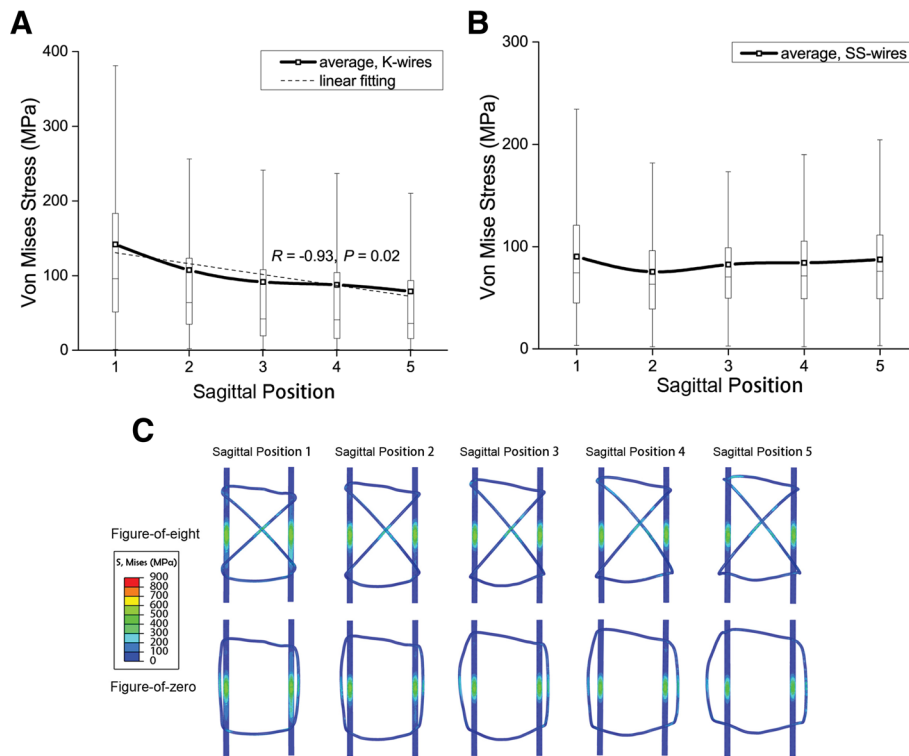 A
400
300
200
100
0
Von Mises Stress (MPa)
average, K-wires
linear fitting
R = -0.93, P = 0.02
1 2 3 4 5
Sagittal Position
B
300
200
100
0
Von Mise Stress (MPa)
average, SS-wires
1 2 3 4 5
Sagittal Position
C
Sagittal Position 1 Sagittal Position 2 Sagittal Position 3 Sagittal Position 4 Sagittal Position 5
Figure-of-eight
S, Mises (MPa)
900
800
700
600
500
400
300
200
100
0
Figure-of-zero